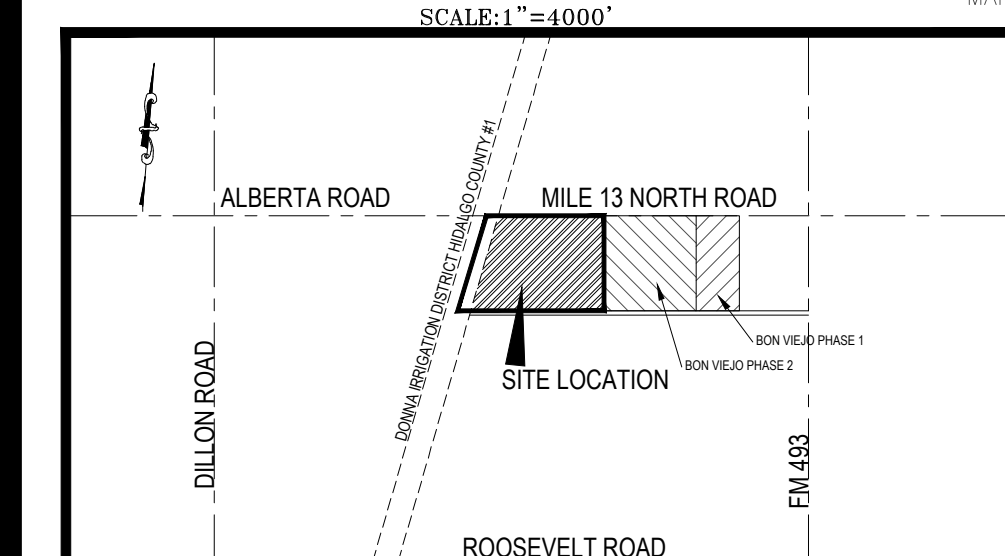 SCALE:1"=4000'
ALBERTA ROAD
MILE 13 NORTH ROAD
DONNA IRRIGATION DISTRICT HIDALGO COUNTY #1
BON VIEJO PHASE 1
BON VIEJO PHASE 2
SITE LOCATION
DILLON ROAD
FM 493
ROOSEVELT ROAD